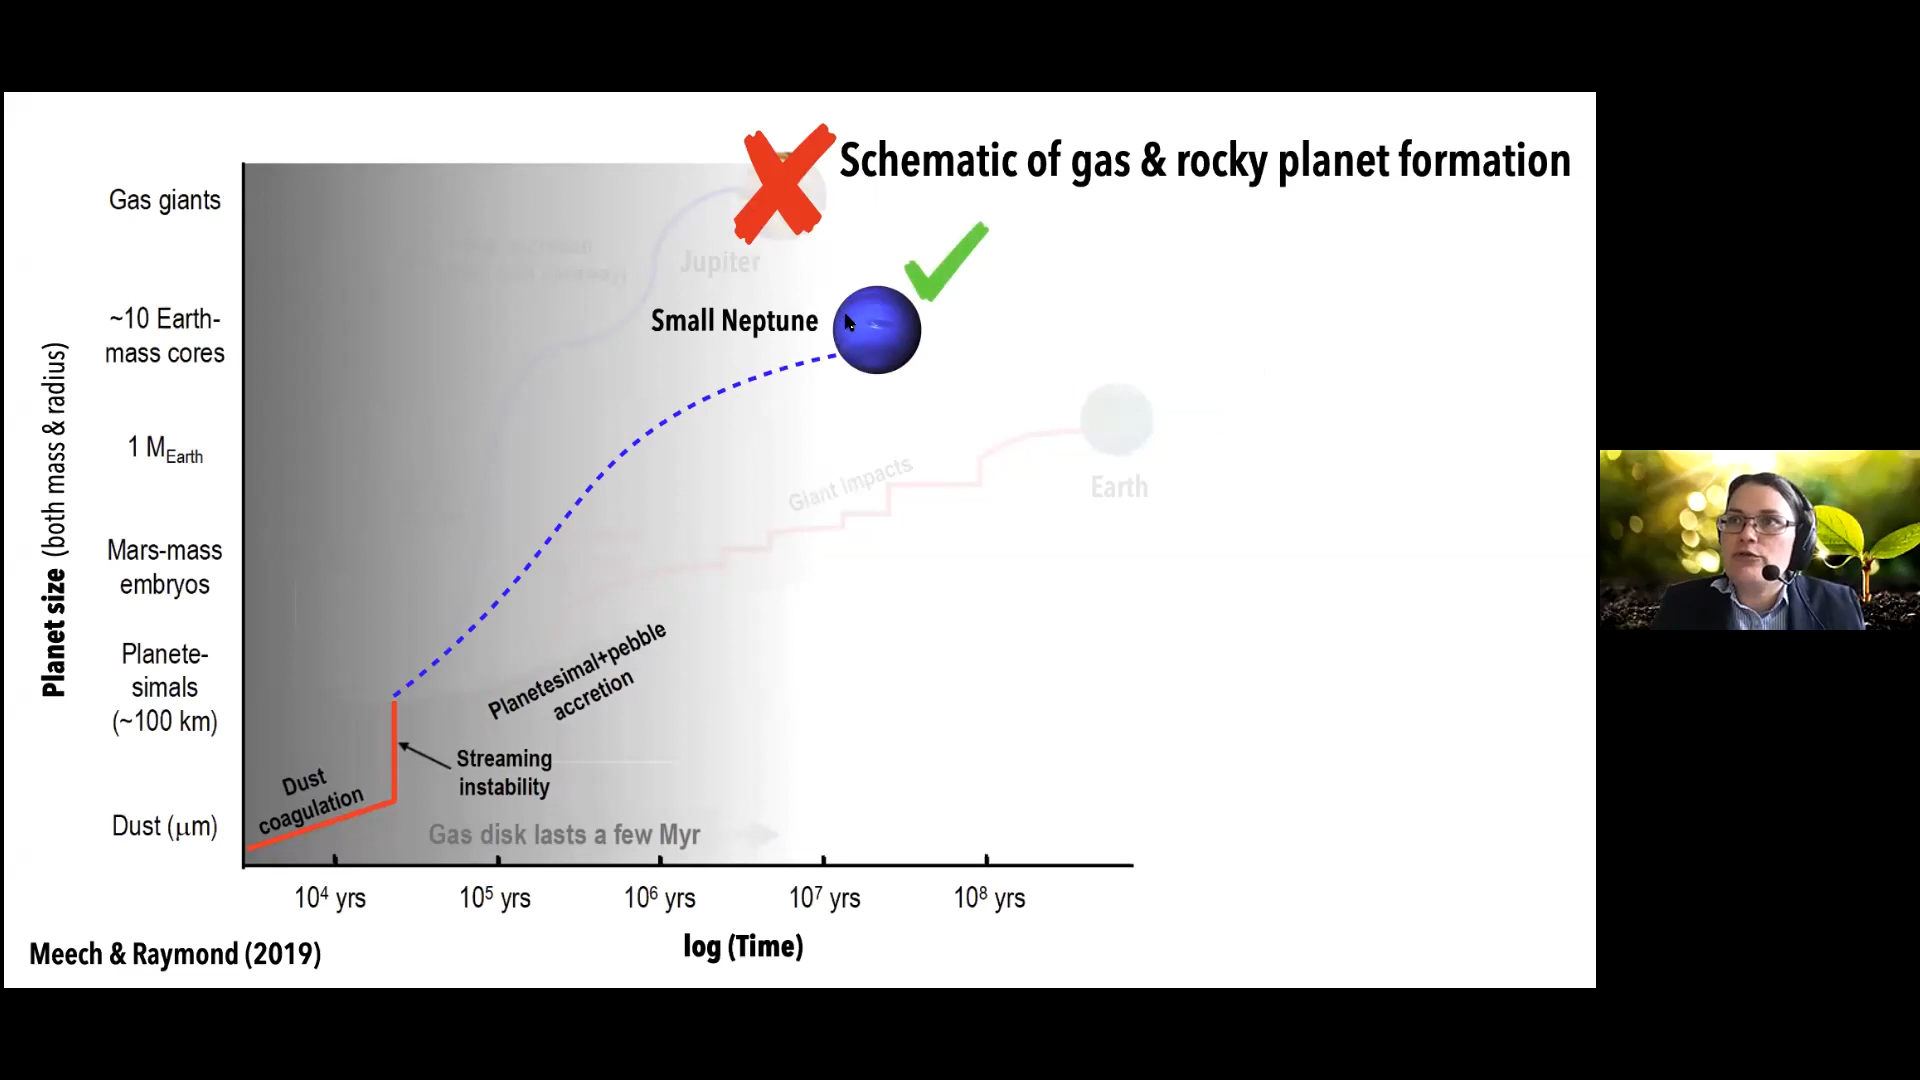 Schematic of gas & rocky planet formation
Gas giants
Jupiter
~10 Earth-
mass cores
Small Neptune
1 MEarth
Giant impacts
Earth
Mars-mass
embryos
Planete-
simals
(~100 km)
Planetesimal+pebble
accretion
Streaming
instability
Dust
coagulation
Dust (μm)
Gas disk lasts a few Myr
Planet size (both mass & radius)
10⁴ yrs
10⁵ yrs
10⁶ yrs
10⁷ yrs
10⁸ yrs
log (Time)
Meech & Raymond (2019)